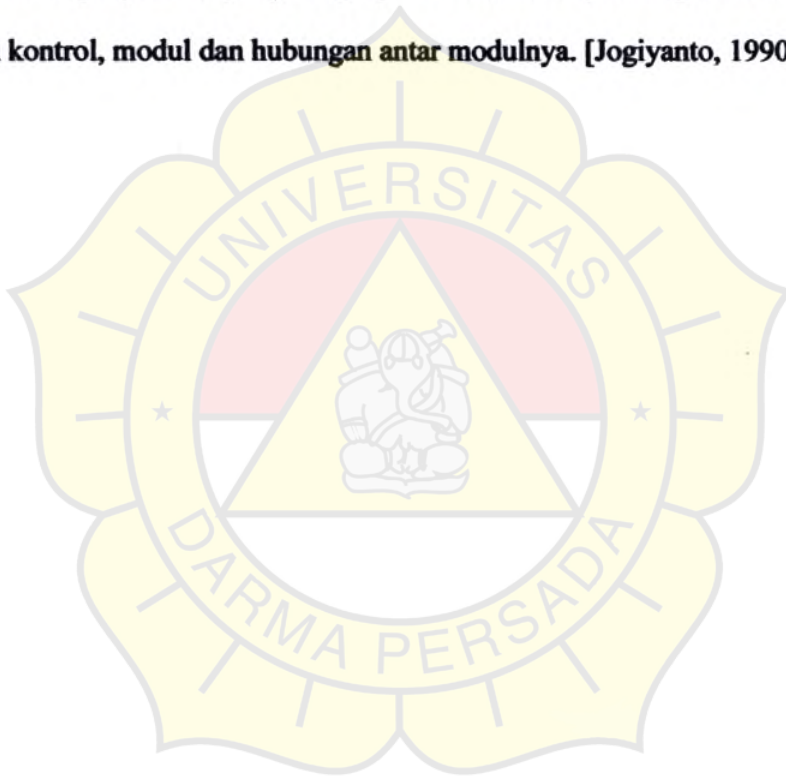 kontrol, modul dan hubungan antar modulnya. [Jogiyanto, 1990
UNIVERSITAS
DARMA PERSADA